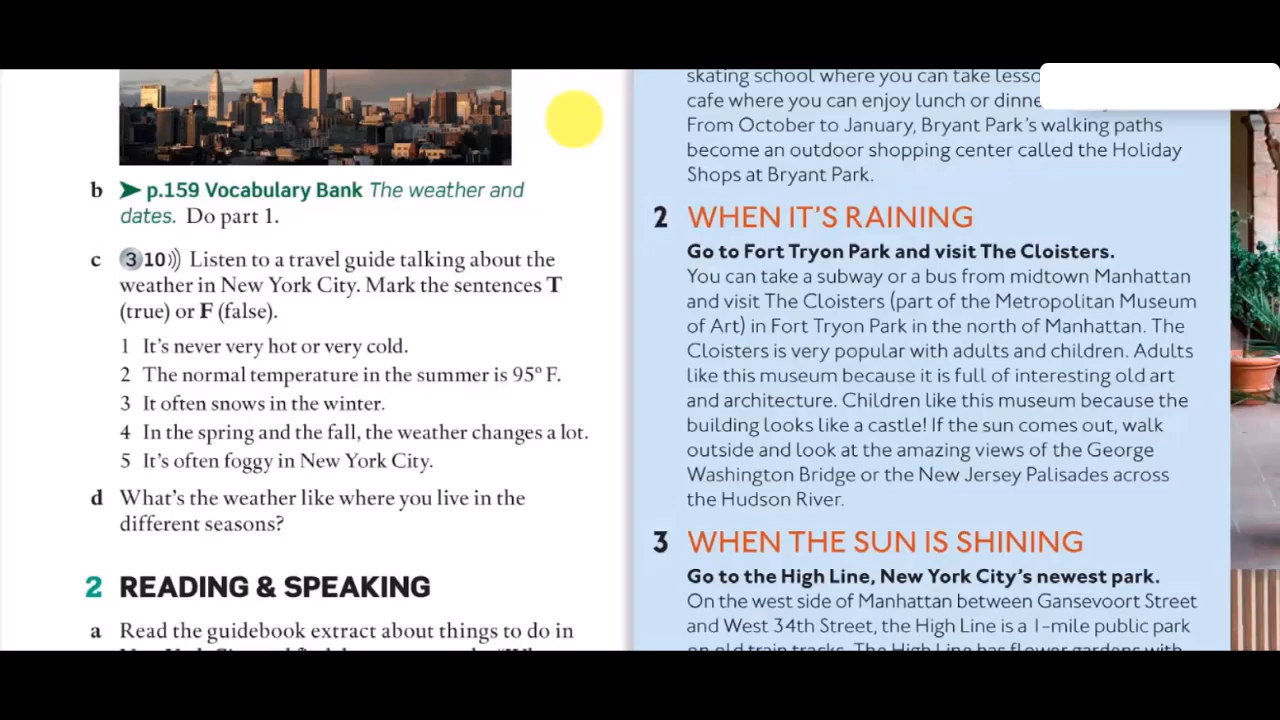 b ➤ p.159 Vocabulary Bank The weather and
dates. Do part 1.
c 3 10 Listen to a travel guide talking about the
weather in New York City. Mark the sentences T
(true) or F (false).
1 It's never very hot or very cold.
2 The normal temperature in the summer is 95º F.
3 It often snows in the winter.
4 In the spring and the fall, the weather changes a lot.
5 It's often foggy in New York City.
d What's the weather like where you live in the
different seasons?
2 READING & SPEAKING
a Read the guidebook extract about things to do in
skating school where you can take
cafe where you can enjoy lunch or
From October to January, Bryant Park's walking paths
become an outdoor shopping center called the Holiday
Shops at Bryant Park.
2 WHEN IT'S RAINING
Go to Fort Tryon Park and visit The Cloisters.
You can take a subway or a bus from midtown Manhattan
and visit The Cloisters (part of the Metropolitan Museum
of Art) in Fort Tryon Park in the north of Manhattan. The
Cloisters is very popular with adults and children. Adults
like this museum because it is full of interesting old art
and architecture. Children like this museum because the
building looks like a castle! If the sun comes out, walk
outside and look at the amazing views of the George
Washington Bridge or the New Jersey Palisades across
the Hudson River.
3 WHEN THE SUN IS SHINING
Go to the High Line, New York City's newest park.
On the west side of Manhattan between Gansevoort Street
and West 34th Street, the High Line is a 1-mile public park
on old train tracks. The High Line has flower gardens with